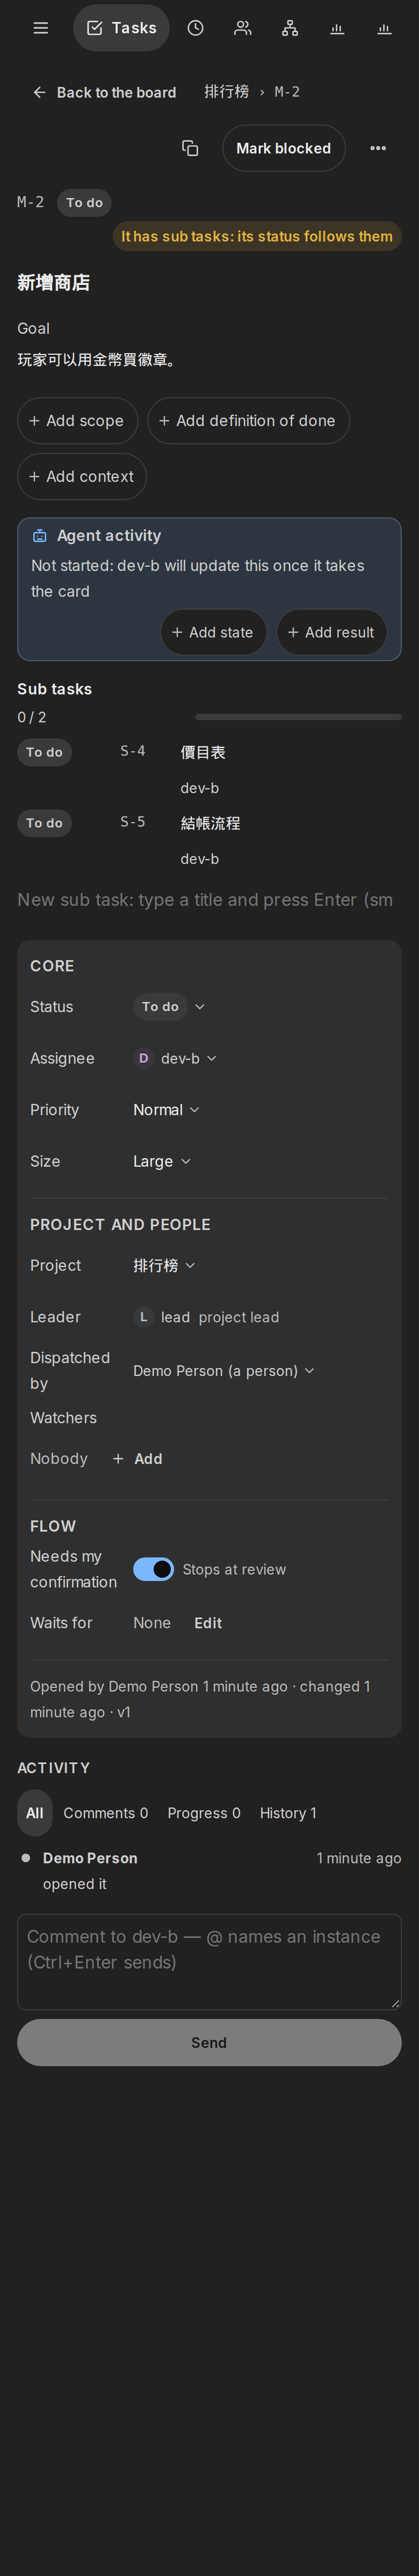 Tasks
Back to the board 排行榜 › M-2
Mark blocked
M-2 To do
It has sub tasks: its status follows them
新增商店
Goal
玩家可以用金幣買徽章。
+ Add scope + Add definition of done
+ Add context
Agent activity
Not started: dev-b will update this once it takes
the card
+ Add state + Add result
Sub tasks
0 / 2
To do S-4 價目表
dev-b
To do S-5 結帳流程
dev-b
New sub task: type a title and press Enter (sm
CORE
Status To do
Assignee D dev-b
Priority Normal
Size Large
PROJECT AND PEOPLE
Project 排行榜
Leader L lead project lead
Dispatched
by Demo Person (a person)
Watchers
Nobody + Add
FLOW
Needs my
confirmation Stops at review
Waits for None Edit
Opened by Demo Person 1 minute ago · changed 1
minute ago · v1
ACTIVITY
All Comments 0 Progress 0 History 1
Demo Person 1 minute ago
opened it
Comment to dev-b — @ names an instance
(Ctrl+Enter sends)
Send